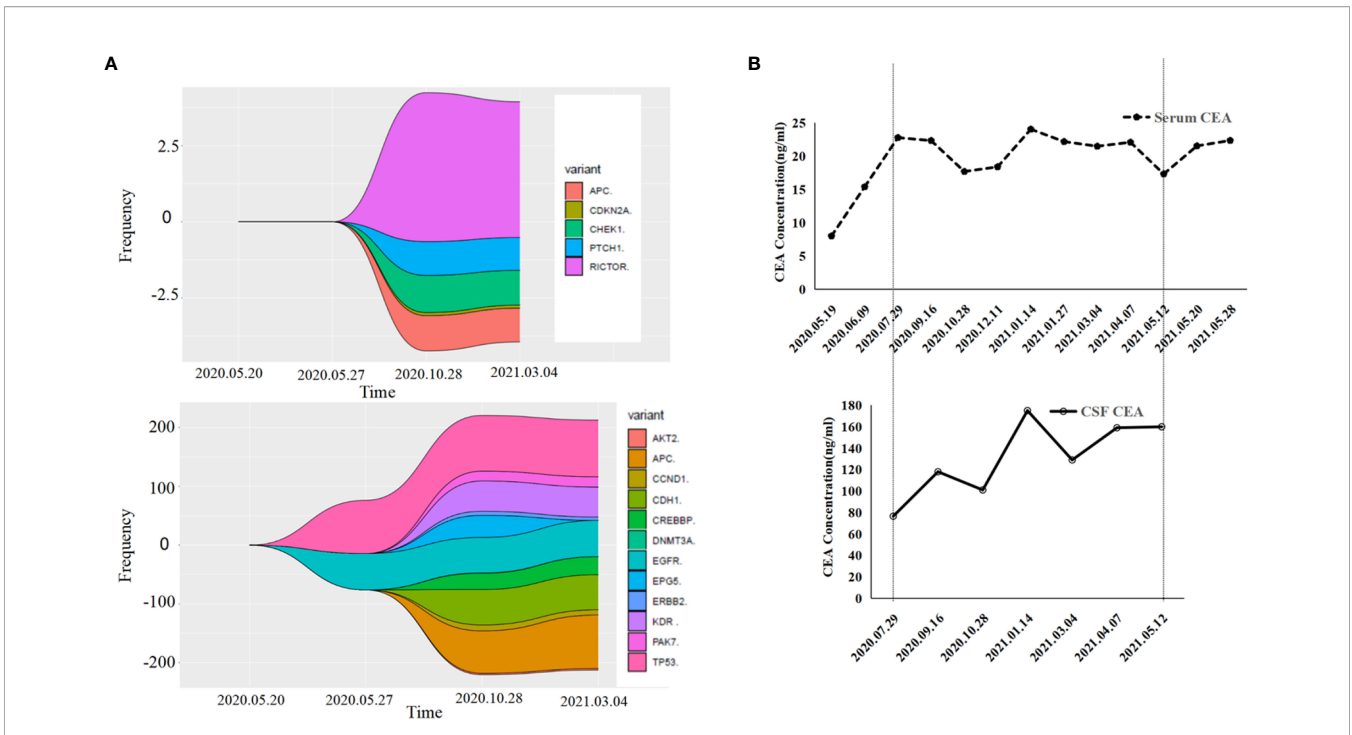 A
2.5
0
-2.5
Frequency
2020.05.20
2020.05.27
2020.10.28
2021.03.04
Time
variant
APC.
CDKN2A.
CHEK1.
PTCH1.
RICTOR.
200
100
0
-100
-200
Frequency
2020.05.20
2020.05.27
2020.10.28
2021.03.04
Time
variant
AKT2.
APC.
CCND1.
CDH1.
CREBBP.
DNMT3A.
EGFR.
EPG5.
ERBB2.
KDR .
PAK7.
TP53.
B
Serum CEA
CEA Concentration(ng/ml)
25
20
15
10
5
0
2020.05.19
2020.06.09
2020.07.29
2020.09.16
2020.10.28
2020.12.11
2021.01.14
2021.01.27
2021.03.04
2021.04.07
2021.05.12
2021.05.20
2021.05.28
CSF CEA
CEA Concentration(ng/ml)
180
160
140
120
100
80
60
40
20
0
2020.07.29
2020.09.16
2020.10.28
2021.01.14
2021.03.04
2021.04.07
2021.05.12